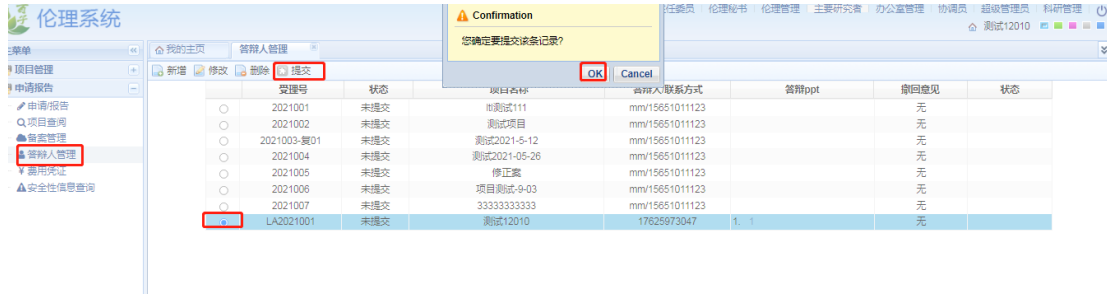 伦理系统
任委员 伦理秘书 伦理管理 主要研究者 办公室管理 协调员 超级管理员 科研管理
测试12010
Confirmation
您确定要提交该条记录?
OK Cancel
主菜单
我的主页 答辩人管理
项目管理
新增 修改 删除 提交
申请报告
受理号 状态 项目名称 答辩人/联系方式 答辩ppt 撤回意见 状态
申请/报告
2021001 未提交 itl测试111 mm/15651011123 无
项目查阅
2021002 未提交 测试项目 mm/15651011123 无
备案管理
2021003-复01 未提交 测试2021-5-12 mm/15651011123 无
答辩人管理
2021004 未提交 测试2021-05-26 mm/15651011123 无
费用凭证
2021005 未提交 修正案 mm/15651011123 无
安全性信息查询
2021006 未提交 项目测试-9-03 mm/15651011123 无
2021007 未提交 33333333333 mm/15651011123 无
LA2021001 未提交 测试12010 17625973047 1. 1 无